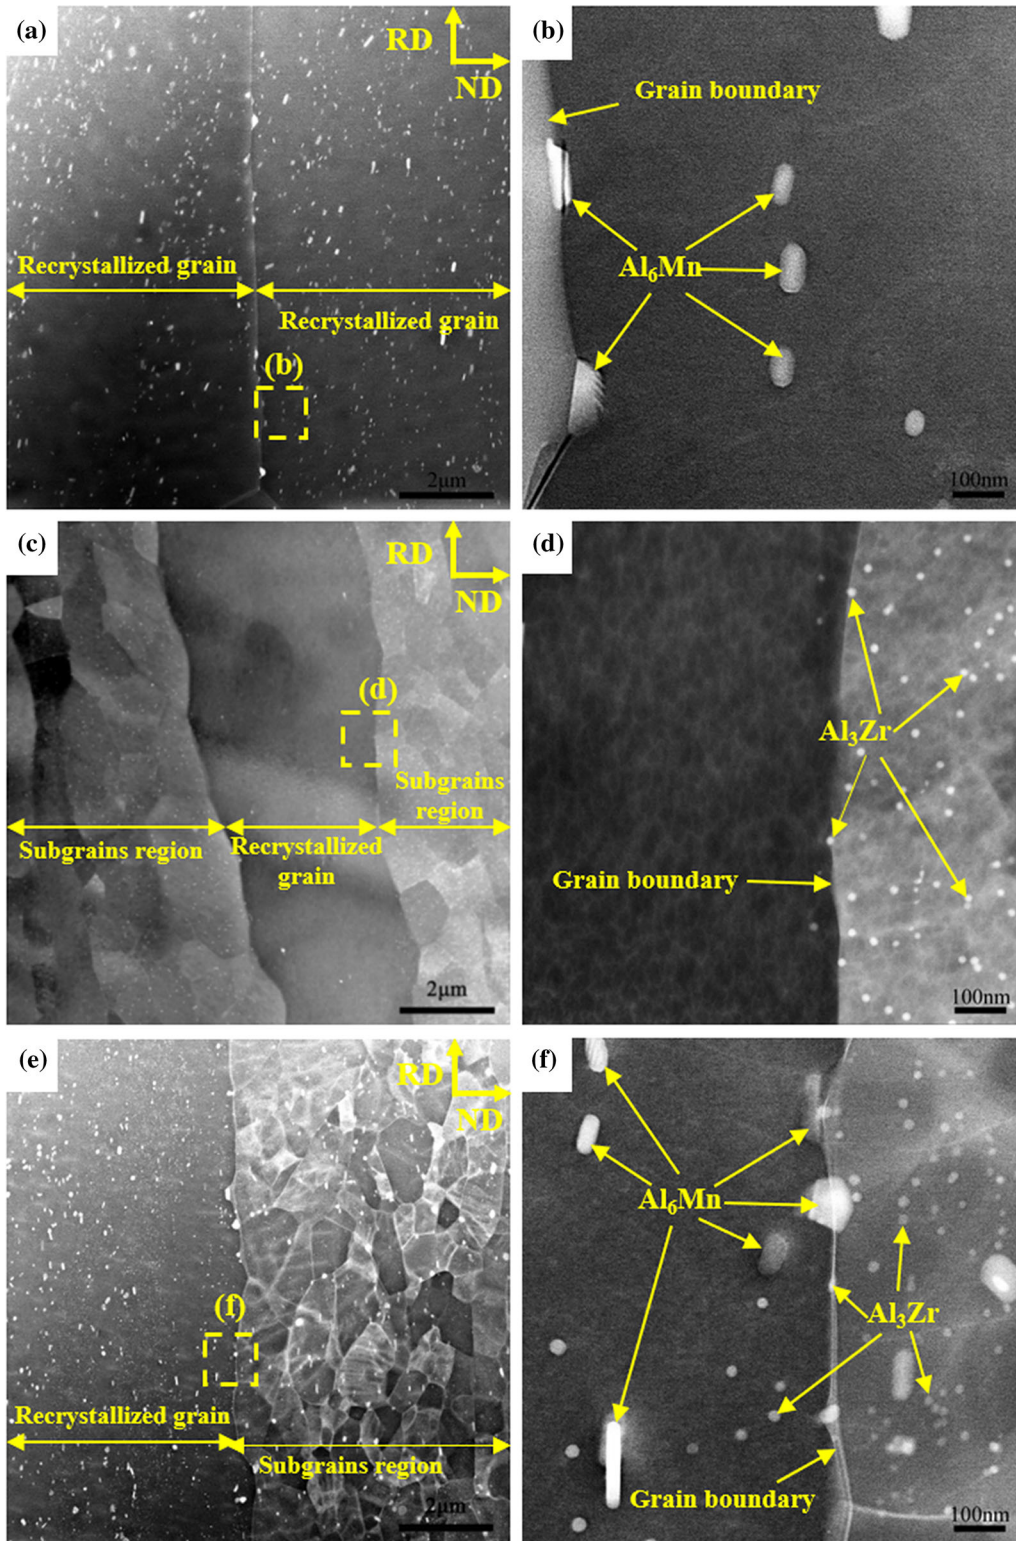 (a)
RD
ND
Recrystallized grain
Recrystallized grain
(b)
2μm
(b)
Grain boundary
Al₆Mn
100nm
(c)
RD
ND
(d)
Subgrains
region
Subgrains region
Recrystallized
grain
2μm
(d)
Al₃Zr
Grain boundary
100nm
(e)
RD
ND
(f)
Recrystallized grain
Subgrains region
2μm
(f)
Al₆Mn
Al₃Zr
Grain boundary
100nm